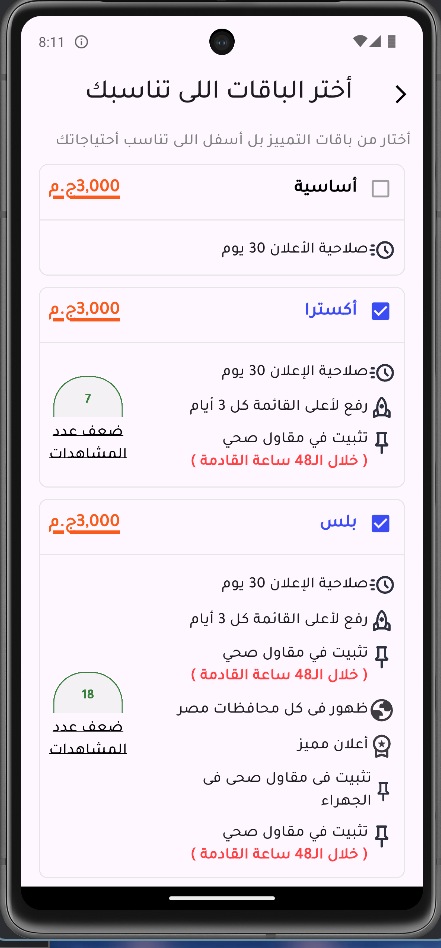 8:11
أختر الباقات اللى تناسبك
أختار من باقات التمييز بل أسفل اللى تناسب أحتياجاتك
أساسية
3,000ج.م
صلاحية الأعلان 30 يوم
أكسترا
3,000ج.م
صلاحية الإعلان 30 يوم
رفع لأعلى القائمة كل 3 أيام
تثبيت في مقاول صحي
( خلال الـ48 ساعة القادمة )
7
ضعف عدد
المشاهدات
بلس
3,000ج.م
صلاحية الإعلان 30 يوم
رفع لأعلى القائمة كل 3 أيام
تثبيت في مقاول صحي
( خلال الـ48 ساعة القادمة )
ظهور فى كل محافظات مصر
أعلان مميز
تثبيت فى مقاول صحى فى
الجهراء
تثبيت في مقاول صحي
( خلال الـ48 ساعة القادمة )
18
ضعف عدد
المشاهدات